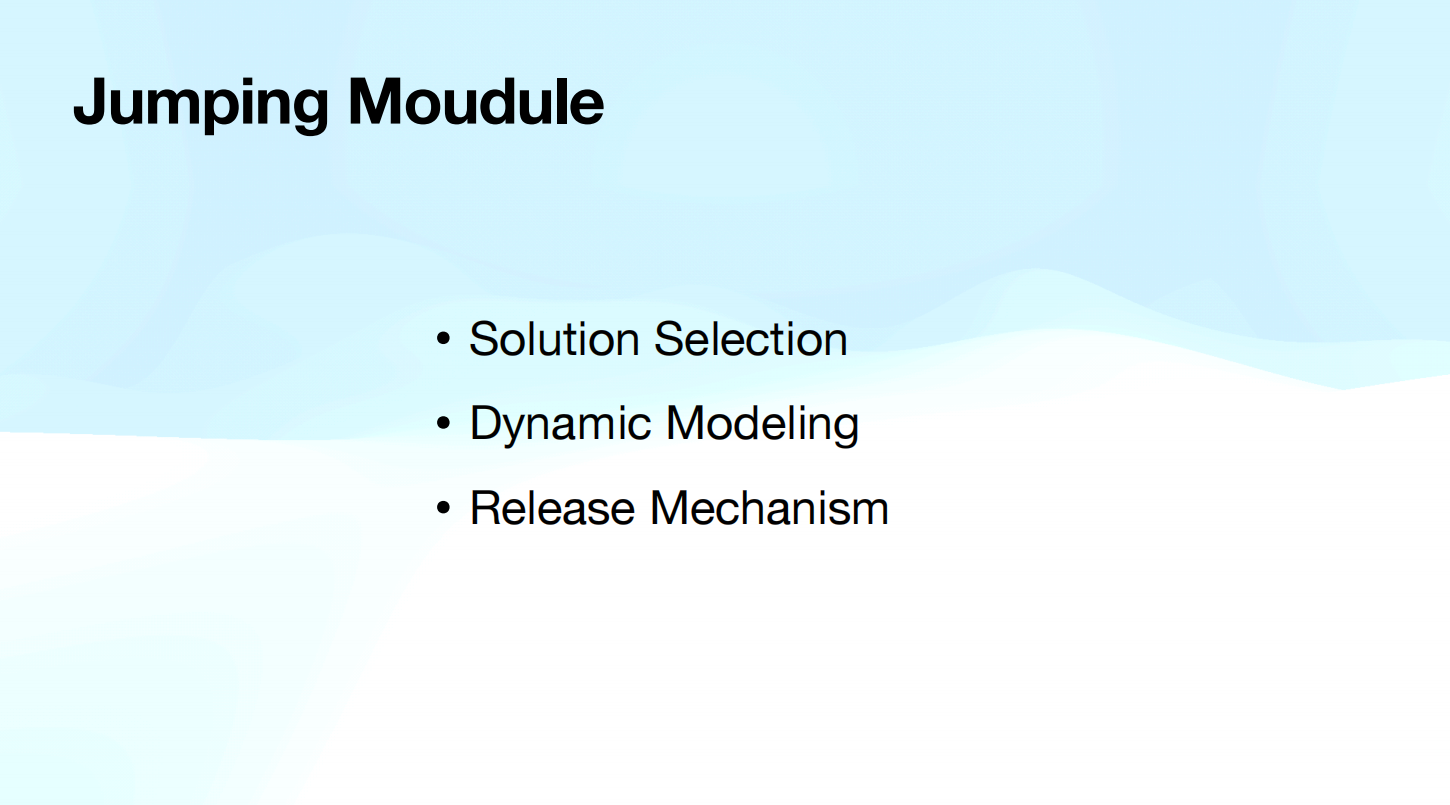 Jumping Moudule
• Solution Selection
• Dynamic Modeling
• Release Mechanism